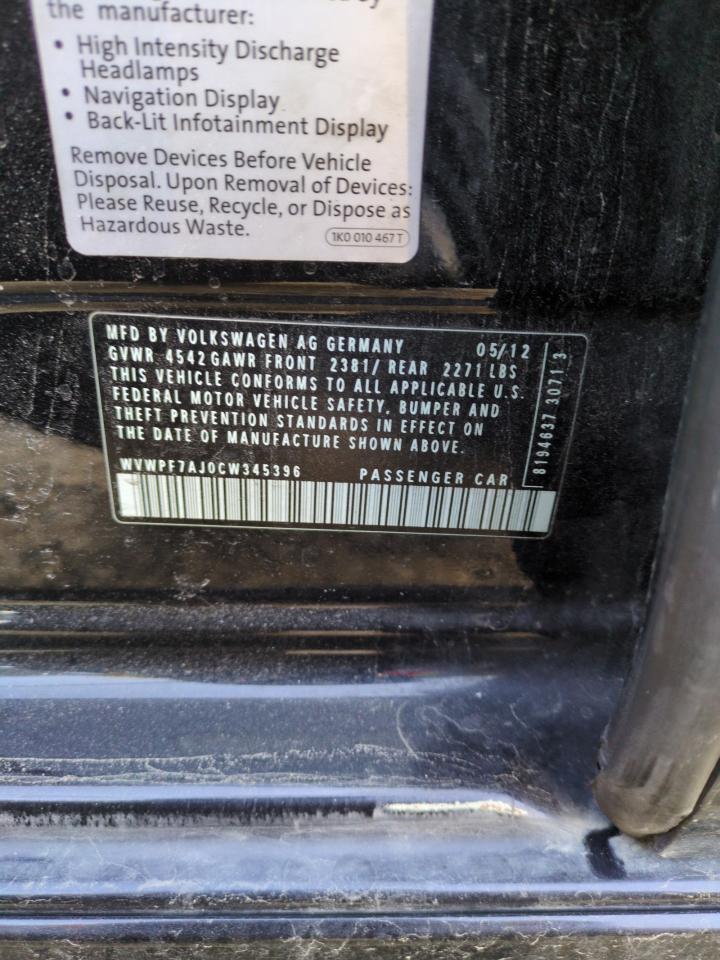 the manufacturer:
• High Intensity Discharge
Headlamps
• Navigation Display
• Back-Lit Infotainment Display
Remove Devices Before Vehicle
Disposal. Upon Removal of Devices:
Please Reuse, Recycle, or Dispose as
Hazardous Waste.
1K0 010 467 T
MFD BY VOLKSWAGEN AG GERMANY 05/12
GVWR 4542 GAWR FRONT 2381/ REAR 2271 LBS
THIS VEHICLE CONFORMS TO ALL APPLICABLE U.S.
FEDERAL MOTOR VEHICLE SAFETY, BUMPER AND
THEFT PREVENTION STANDARDS IN EFFECT ON
THE DATE OF MANUFACTURE SHOWN ABOVE.
WVWPF7AJ0CW345396 PASSENGER CAR
8194637 3071 3